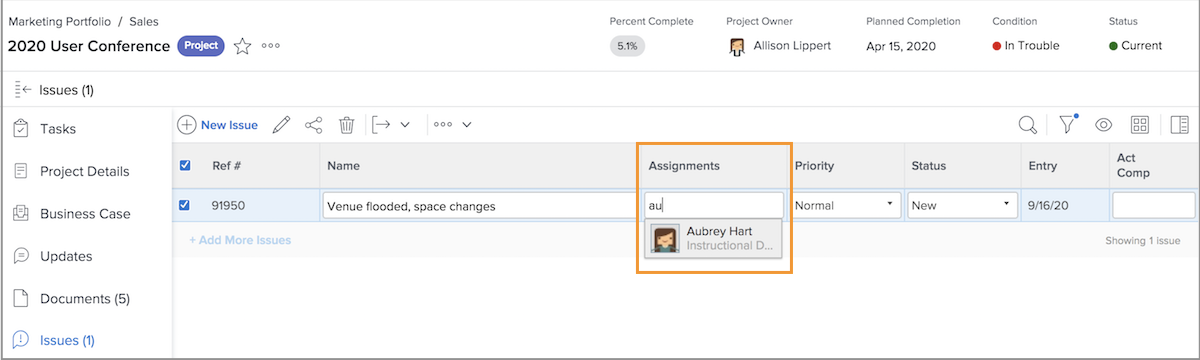 Marketing Portfolio / Sales
2020 User Conference Project
Percent Complete
5.1%
Project Owner
Allison Lippert
Planned Completion
Apr 15, 2020
Condition
In Trouble
Status
Current
Issues (1)
Tasks
Project Details
Business Case
Updates
Documents (5)
Issues (1)
New Issue
Ref # Name Assignments Priority Status Entry Act Comp
91950 Venue flooded, space changes au Normal New 9/16/20
Aubrey Hart
Instructional D...
+ Add More Issues
Showing 1 issue